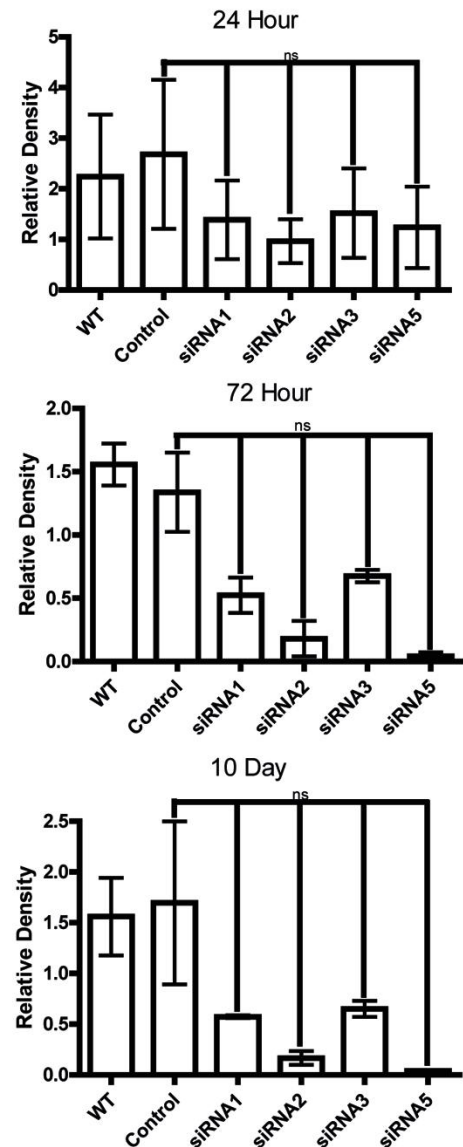 24 Hour
ns
Relative Density
5
4
3
2
1
0
WT
Control
siRNA1
siRNA2
siRNA3
siRNA5
72 Hour
ns
Relative Density
2.0
1.5
1.0
0.5
0.0
WT
Control
siRNA1
siRNA2
siRNA3
siRNA5
10 Day
ns
Relative Density
2.5
2.0
1.5
1.0
0.5
0.0
WT
Control
siRNA1
siRNA2
siRNA3
siRNA5